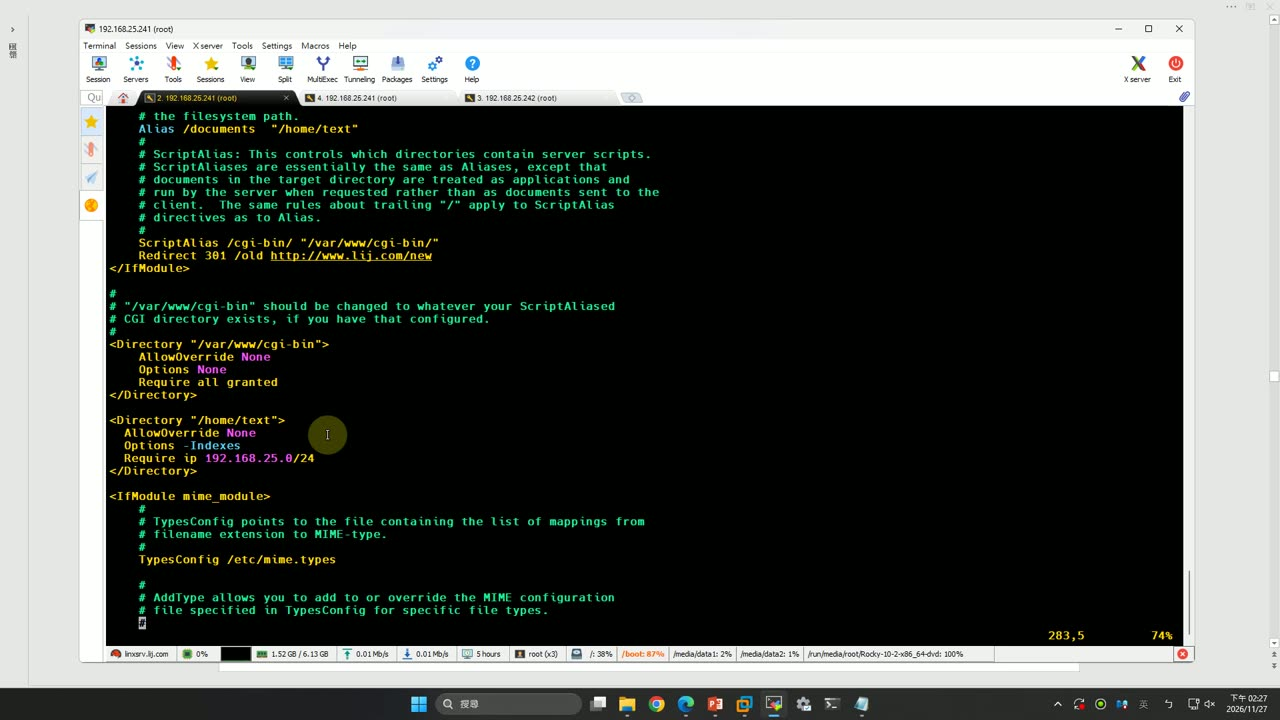 192.168.25.241 (root)
Terminal Sessions View X server Tools Settings Macros Help
Session Servers Tools Sessions View Split MultiExec Tunneling Packages Settings Help X server Exit
Qu 2. 192.168.25.241 (root) 4. 192.168.25.241 (root) 3. 192.168.25.242 (root)
    # the filesystem path.
    Alias /documents  "/home/text"
    #
    # ScriptAlias: This controls which directories contain server scripts.
    # ScriptAliases are essentially the same as Aliases, except that
    # documents in the target directory are treated as applications and
    # run by the server when requested rather than as documents sent to the
    # client.  The same rules about trailing "/" apply to ScriptAlias
    # directives as to Alias.
    #
    ScriptAlias /cgi-bin/ "/var/www/cgi-bin/"
    Redirect 301 /old http://www.lij.com/new
</IfModule>
#
# "/var/www/cgi-bin" should be changed to whatever your ScriptAliased
# CGI directory exists, if you have that configured.
#
<Directory "/var/www/cgi-bin">
    AllowOverride None
    Options None
    Require all granted
</Directory>
<Directory "/home/text">
  AllowOverride None
  Options -Indexes
  Require ip 192.168.25.0/24
</Directory>
<IfModule mime_module>
    #
    # TypesConfig points to the file containing the list of mappings from
    # filename extension to MIME-type.
    #
    TypesConfig /etc/mime.types
    #
    # AddType allows you to add to or override the MIME configuration
    # file specified in TypesConfig for specific file types.
    #
283,5 74%
linxsrv.lij.com 0% 1.52 GB / 6.13 GB 0.01 Mb/s 0.01 Mb/s 5 hours root (x3) /: 38% /boot: 87% /media/data1: 2% /media/data2: 1% /run/media/root/Rocky-10-2-x86_64-dvd: 100%
搜尋 英 下午 02:27
2026/11/27